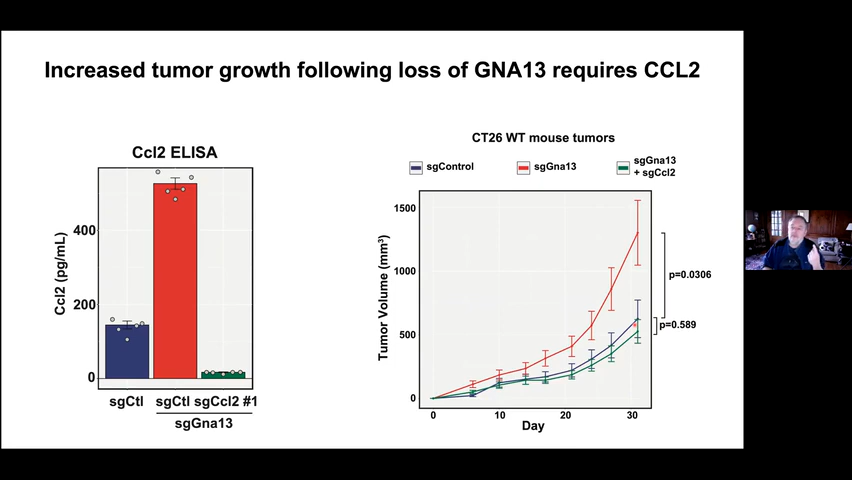 Increased tumor growth following loss of GNA13 requires CCL2
Ccl2 ELISA
Ccl2 (pg/mL)
400
200
0
sgCtl
sgCtl sgCcl2 #1
sgGna13
CT26 WT mouse tumors
sgControl
sgGna13
sgGna13
+ sgCcl2
Tumor Volume (mm³)
1500
1000
500
0
0
10
20
30
Day
p=0.0306
p=0.589